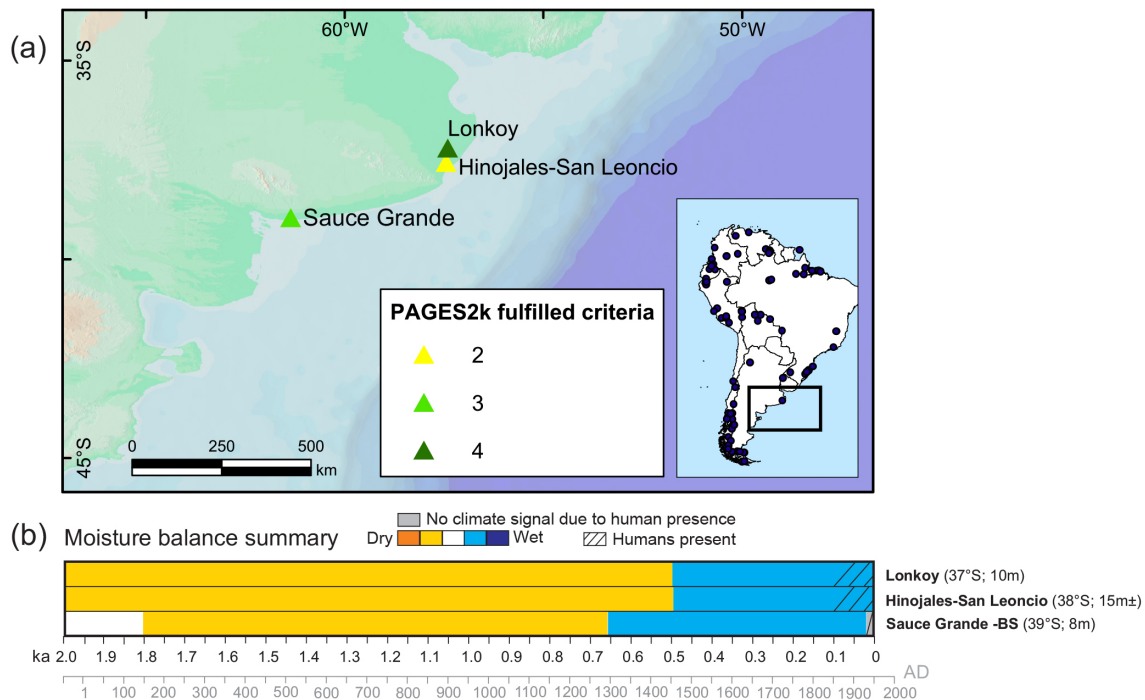 (a)
60°W
50°W
35°S
Lonkoy
Hinojales-San Leoncio
Sauce Grande
PAGES2k fulfilled criteria
2
3
4
45°S
0 250 500
km
(b) Moisture balance summary
No climate signal due to human presence
Dry Wet Humans present
Lonkoy (37°S; 10m)
Hinojales-San Leoncio (38°S; 15m±)
Sauce Grande -BS (39°S; 8m)
ka 2.0 1.8 1.8 1.7 1.6 1.5 1.4 1.3 1.2 1.1 1.0 0.9 0.8 0.7 0.6 0.5 0.4 0.3 0.2 0.1 0
AD
1 100 200 300 400 500 600 700 800 900 1000 1100 1200 1300 1400 1500 1600 1700 1800 1900 2000